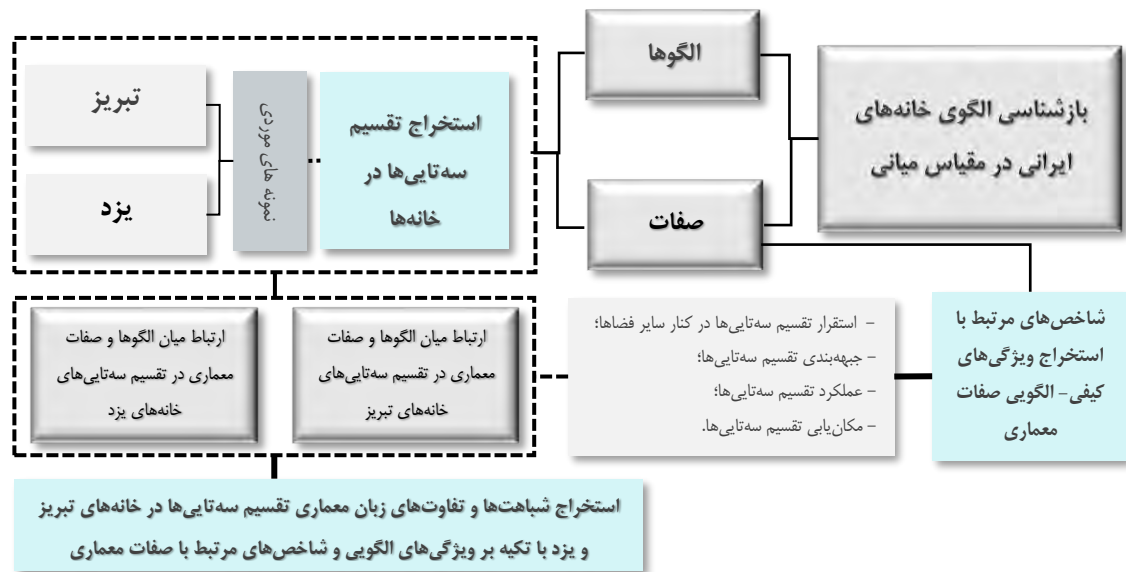 بازشناسی الگوی خانه‌های
ایرانی در مقیاس میانی
الگوها
صفات
استخراج تقسیم
سه‌تایی‌ها در
خانه‌ها
نمونه های موردی
تبریز
یزد
شاخص‌های مرتبط با
استخراج ویژگی‌های
کیفی- الگویی صفات
معماری
- استقرار تقسیم سه‌تایی‌ها در کنار سایر فضاها؛
- جبهه‌بندی تقسیم سه‌تایی‌ها؛
- عملکرد تقسیم سه‌تایی‌ها؛
- مکان‌یابی تقسیم سه‌تایی‌ها.
ارتباط میان الگوها و صفات
معماری در تقسیم سه‌تایی‌های
خانه‌های تبریز
ارتباط میان الگوها و صفات
معماری در تقسیم سه‌تایی‌های
خانه‌های یزد
استخراج شباهت‌ها و تفاوت‌های زبان معماری تقسیم سه‌تایی‌ها در خانه‌های تبریز
و یزد با تکیه بر ویژگی‌های الگویی و شاخص‌های مرتبط با صفات معماری